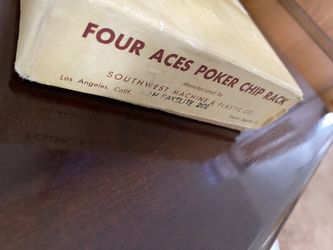 FOUR ACES POKER CHIP RACK
Manufactured by
SOUTHWEST MACHINE & PLASTIC CO.
Los Angeles, Calif.